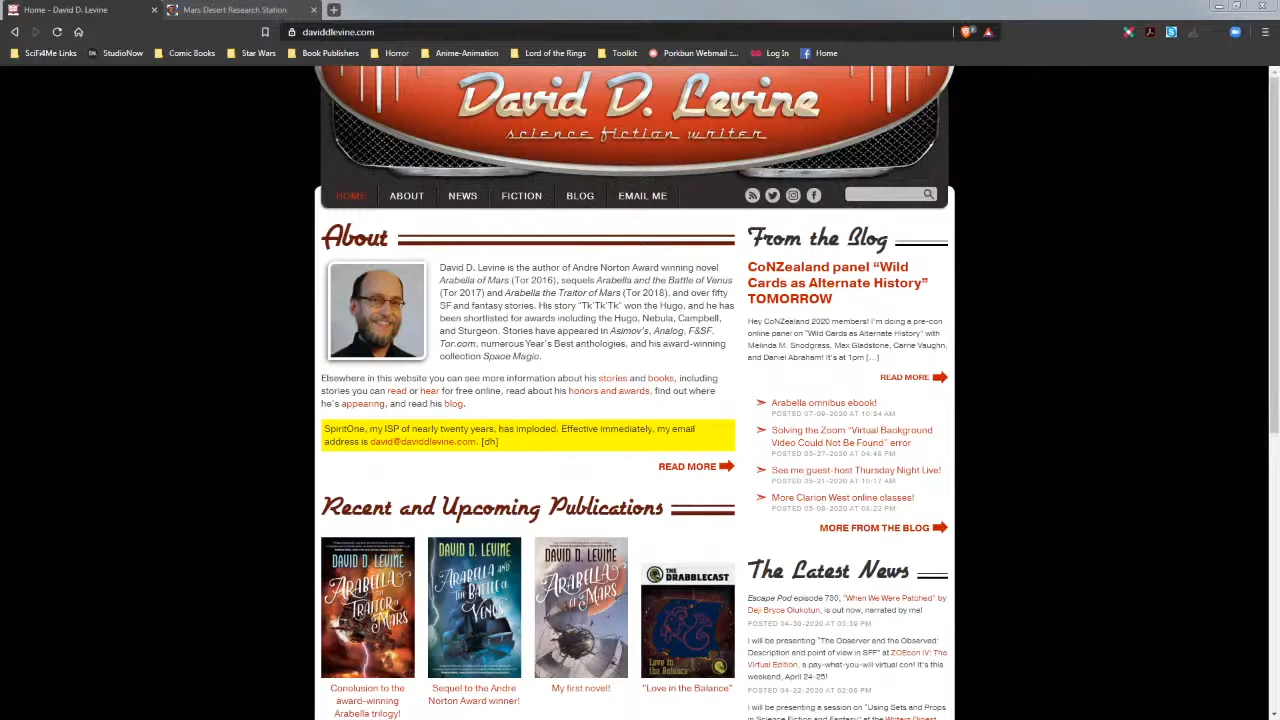 Home - David D. Levine
Mars Desert Research Station
daviddlevine.com
SciFi4Me Links
StudioNow
Comic Books
Star Wars
Book Publishers
Horror
Anime-Animation
Lord of the Rings
Toolkit
Porkbun Webmail ::..
Log In
Home
David D. Levine
science fiction writer
HOME
ABOUT
NEWS
FICTION
BLOG
EMAIL ME
About
David D. Levine is the author of Andre Norton Award winning novel
Arabella of Mars (Tor 2016), sequels Arabella and the Battle of Venus
(Tor 2017) and Arabella the Traitor of Mars (Tor 2018), and over fifty
SF and fantasy stories. His story "Tk'Tk'Tk" won the Hugo, and he has
been shortlisted for awards including the Hugo, Nebula, Campbell,
and Sturgeon. Stories have appeared in Asimov's, Analog, F&SF,
Tor.com, numerous Year's Best anthologies, and his award-winning
collection Space Magic.
Elsewhere in this website you can see more information about his stories and books, including
stories you can read or hear for free online, read about his honors and awards, find out where
he's appearing, and read his blog.
SpiritOne, my ISP of nearly twenty years, has imploded. Effective immediately, my email
address is david@daviddlevine.com. [dh]
READ MORE
Recent and Upcoming Publications
DAVID D. LEVINE
ARABELLA
THE
TRAITOR
OF
MARS
Conclusion to the
award-winning
Arabella trilogy!
DAVID D. LEVINE
ARABELLA
AND
THE BATTLE
OF
VENUS
Sequel to the Andre
Norton Award winner!
DAVID D. LEVINE
ARABELLA
OF MARS
My first novel!
THE DRABBLECAST
Love in
the Balance
"Love in the Balance"
From the Blog
CoNZealand panel “Wild
Cards as Alternate History”
TOMORROW
Hey CoNZealand 2020 members! I'm doing a pre-con
online panel on "Wild Cards as Alternate History" with
Melinda M. Snodgrass, Max Gladstone, Carrie Vaughn,
and Daniel Abraham! It's at 1pm […]
READ MORE
Arabella omnibus ebook!
POSTED 07-09-2020 AT 10:34 AM
Solving the Zoom “Virtual Background
Video Could Not Be Found” error
POSTED 05-27-2020 AT 04:46 PM
See me guest-host Thursday Night Live!
POSTED 05-21-2020 AT 10:17 AM
More Clarion West online classes!
POSTED 05-08-2020 AT 06:22 PM
MORE FROM THE BLOG
The Latest News
Escape Pod episode 730, "When We Were Patched" by
Deji Bryce Olukotun, is out now, narrated by me!
POSTED 04-30-2020 AT 05:39 PM
I will be presenting "The Observer and the Observed:
Description and point of view in SFF" at ZOEcon IV: The
Virtual Edition, a pay-what-you-will virtual con! It's this
weekend, April 24-25!
POSTED 04-22-2020 AT 02:06 PM
I will be presenting a session on "Using Sets and Props
in Science Fiction and Fantasy" at the Writers Digest